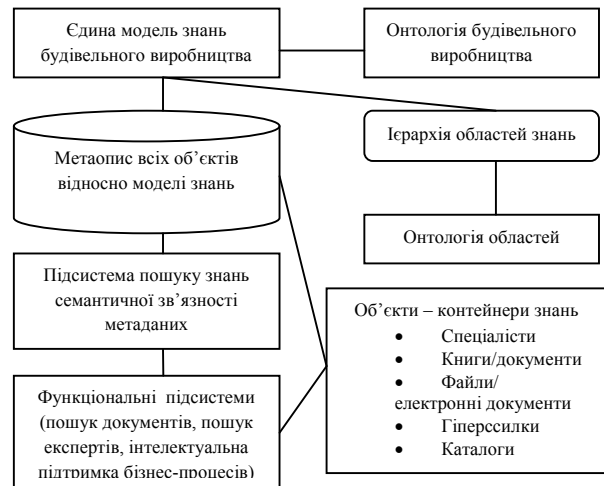 Єдина модель знань
будівельного виробництва
Онтологія будівельного
виробництва
Метаопис всіх об’єктів
відносно моделі знань
Ієрархія областей знань
Онтологія областей
Підсистема пошуку знань
семантичної зв’язності
метаданих
Об’єкти – контейнери знань
• Спеціалісти
• Книги/документи
• Файли/
електронні документи
• Гіперссилки
• Каталоги
Функціональні підсистеми
(пошук документів, пошук
експертів, інтелектуальна
підтримка бізнес-процесів)